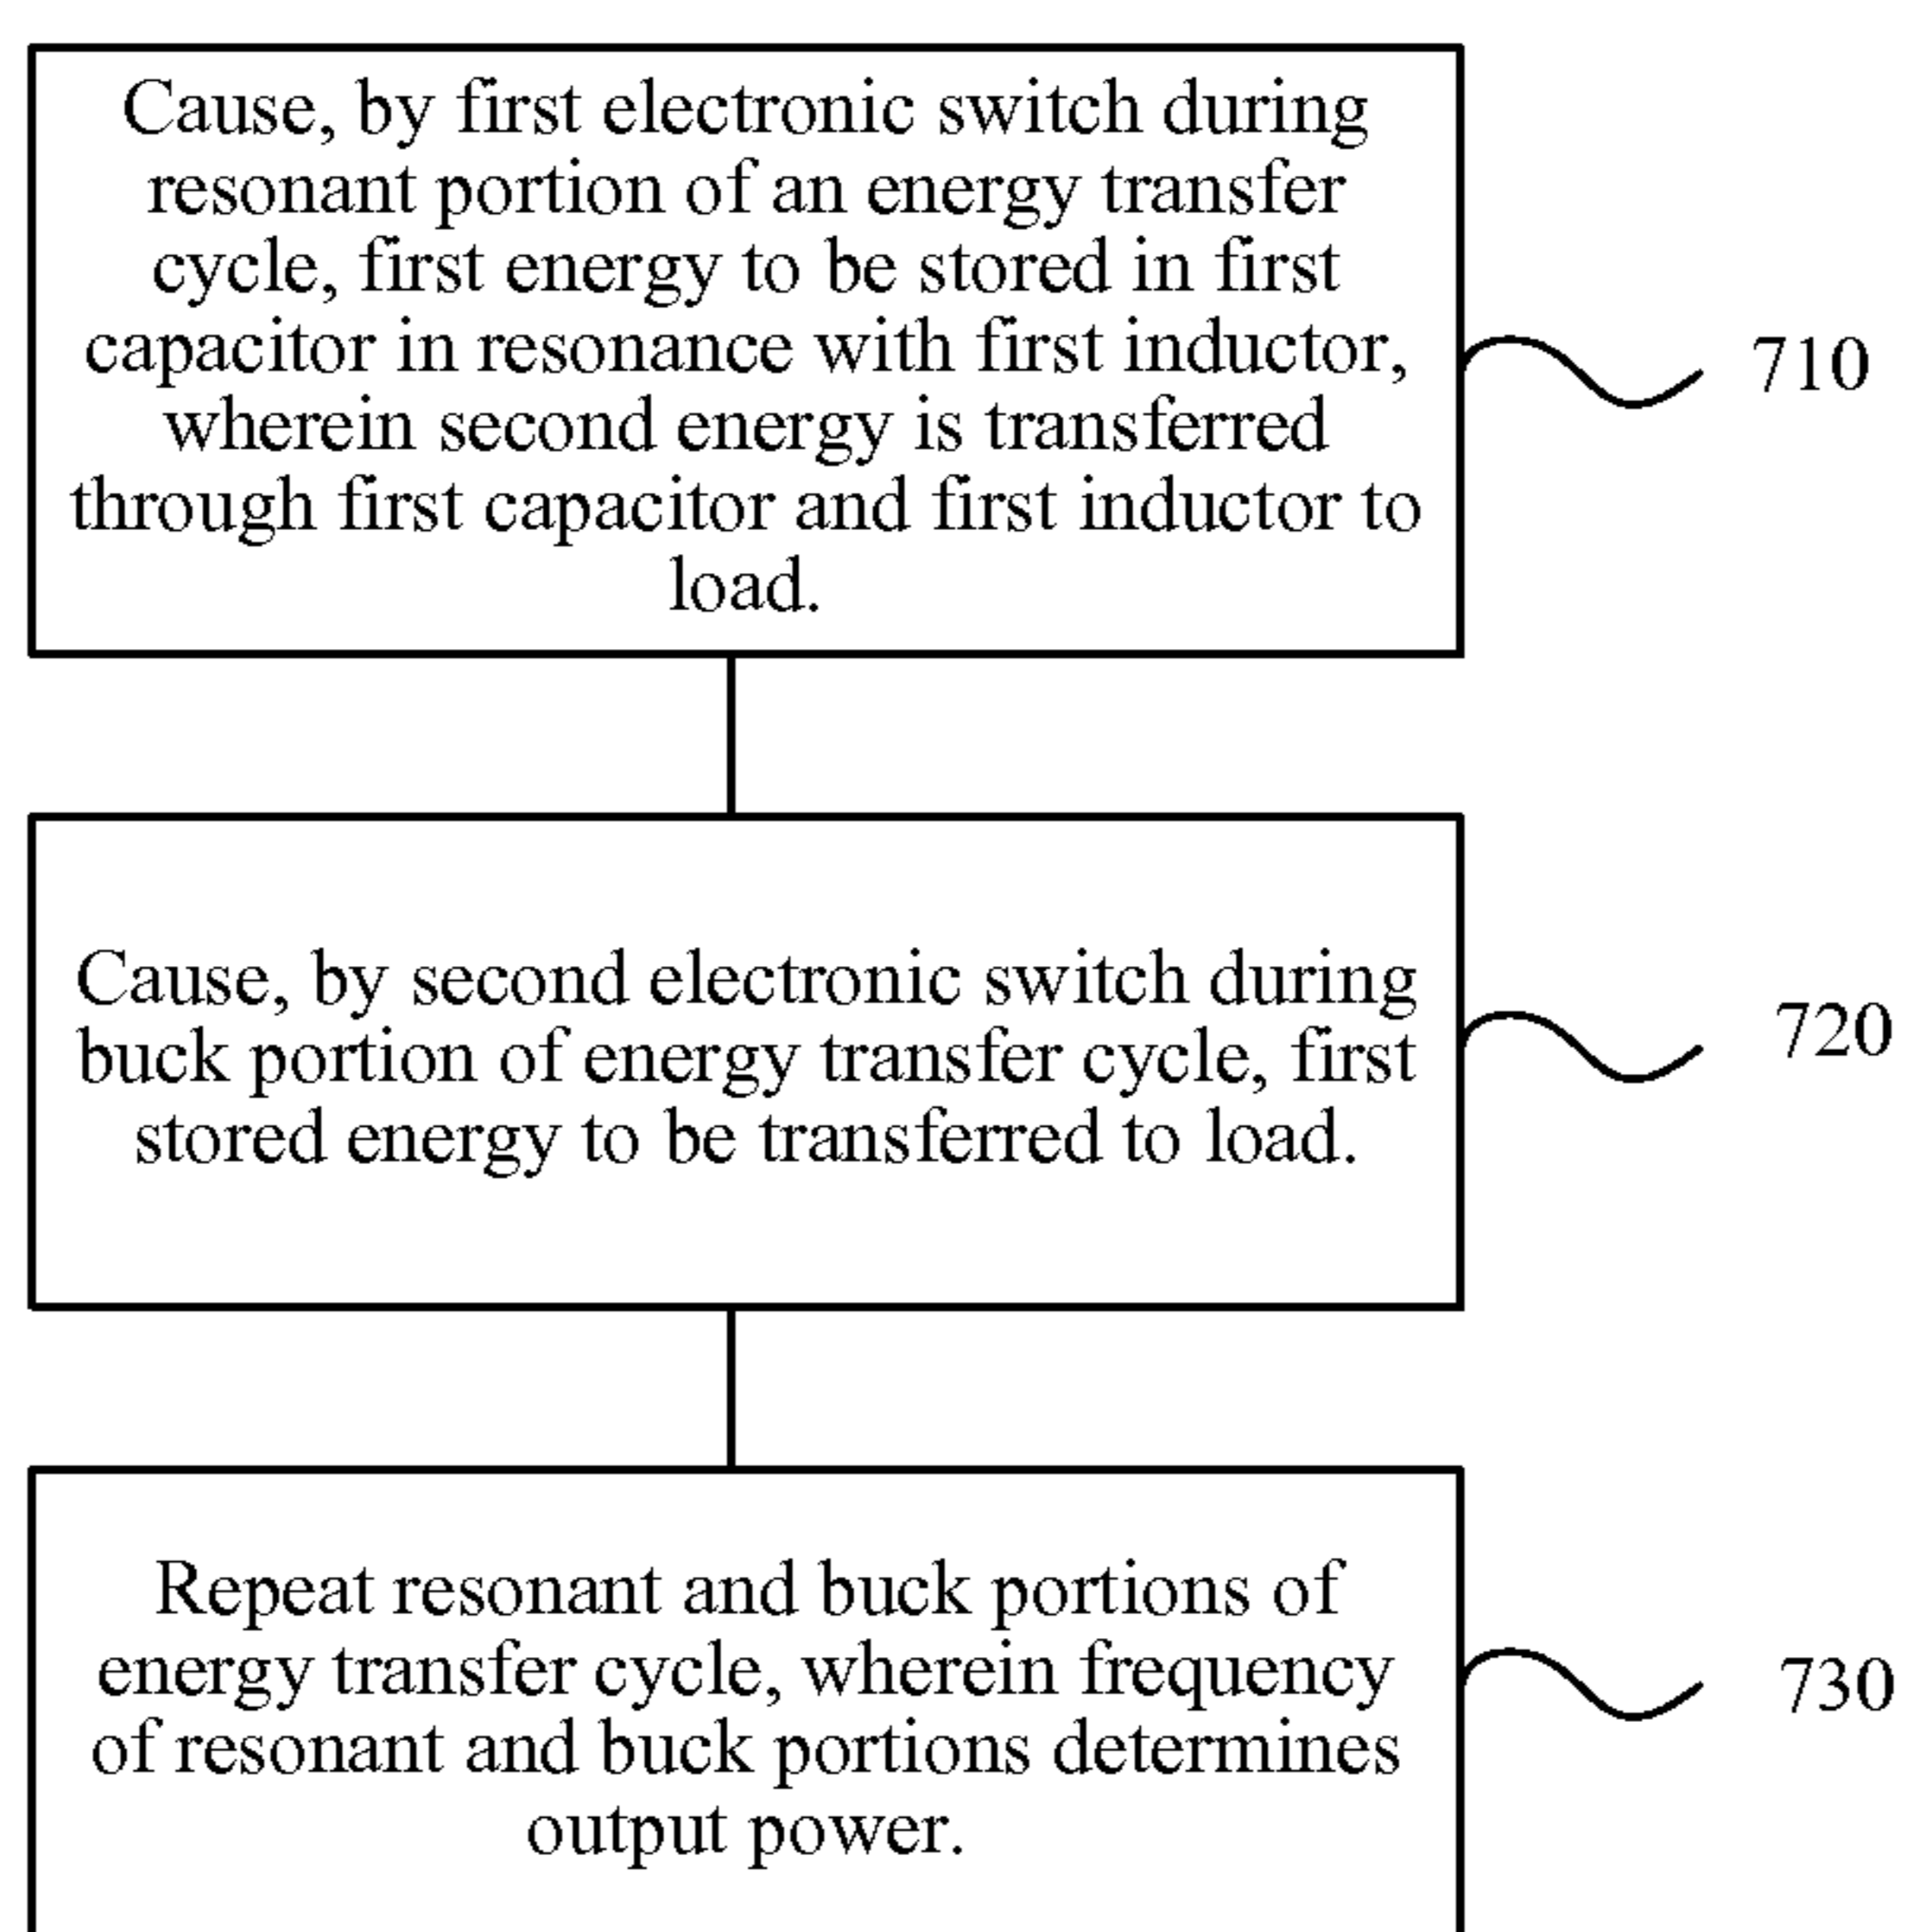 Cause, by first electronic switch during
resonant portion of an energy transfer
cycle, first energy to be stored in first
capacitor in resonance with first inductor,
wherein second energy is transferred
through first capacitor and first inductor to
load.
710
Cause, by second electronic switch during
buck portion of energy transfer cycle, first
stored energy to be transferred to load.
720
Repeat resonant and buck portions of
energy transfer cycle, wherein frequency
of resonant and buck portions determines
output power.
730